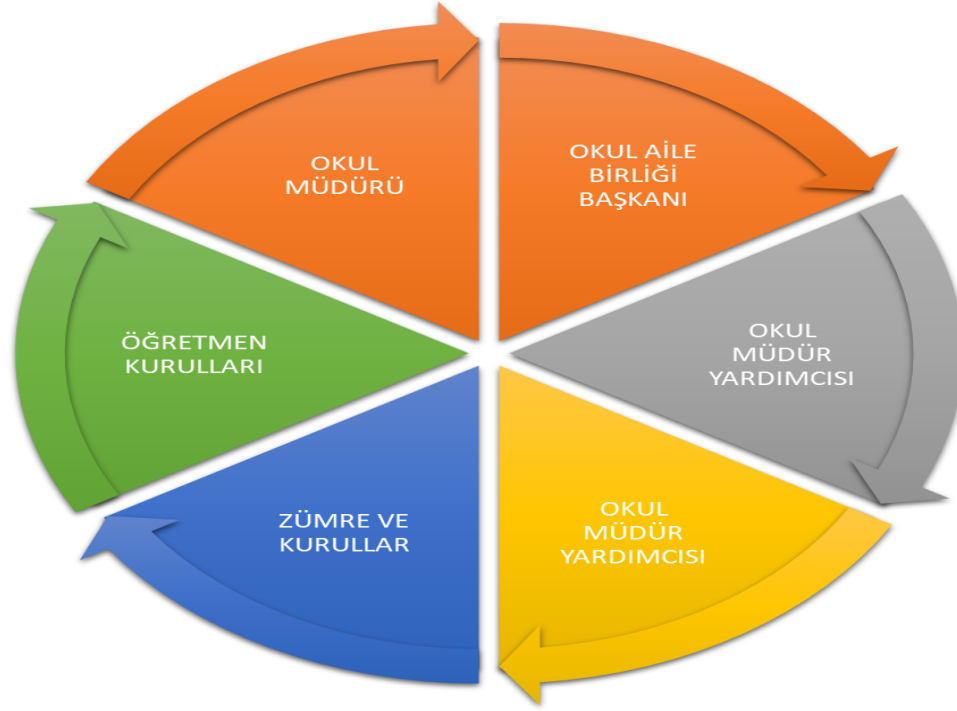 OKUL
MÜDÜRÜ
OKUL AİLE
BİRLİĞİ
BAŞKANI
OKUL
MÜDÜR
YARDIMCISI
OKUL
MÜDÜR
YARDIMCISI
ZÜMRE VE
KURULLAR
ÖĞRETMEN
KURULLARI